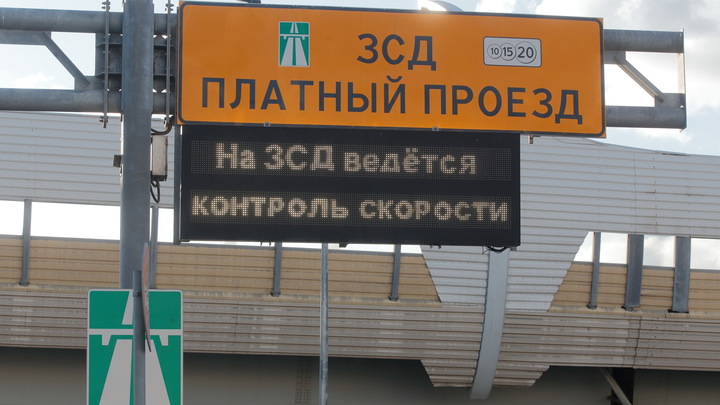 ЗСД
10 15 20
ПЛАТНЫЙ ПРОЕЗД
На ЗСД ведётся
контроль скорости